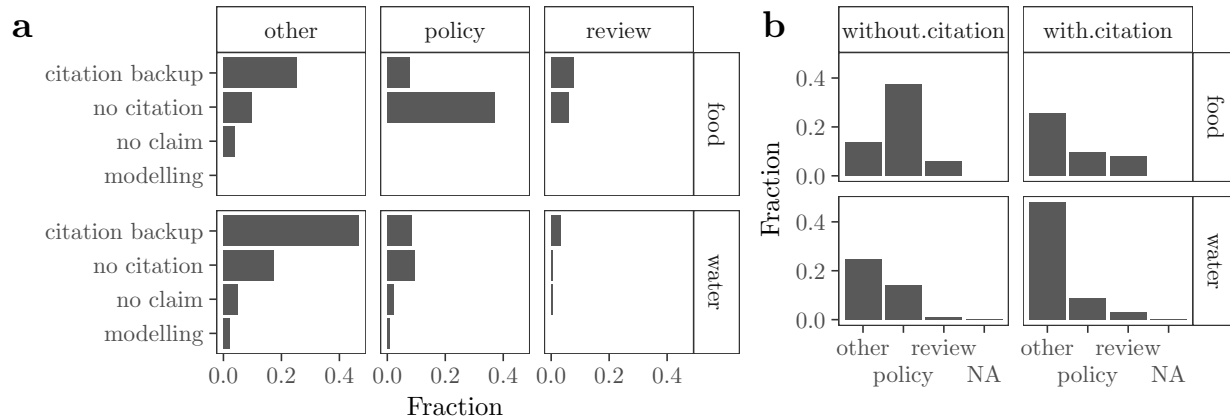 a
other policy review
citation backup
no citation
no claim
modelling
food
citation backup
no citation
no claim
modelling
water
0.0 0.2 0.4 0.0 0.2 0.4 0.0 0.2 0.4
Fraction
b
without.citation with.citation
Fraction
0.4
0.2
0.0
food
0.4
0.2
0.0
water
other review other review
policy NA policy NA